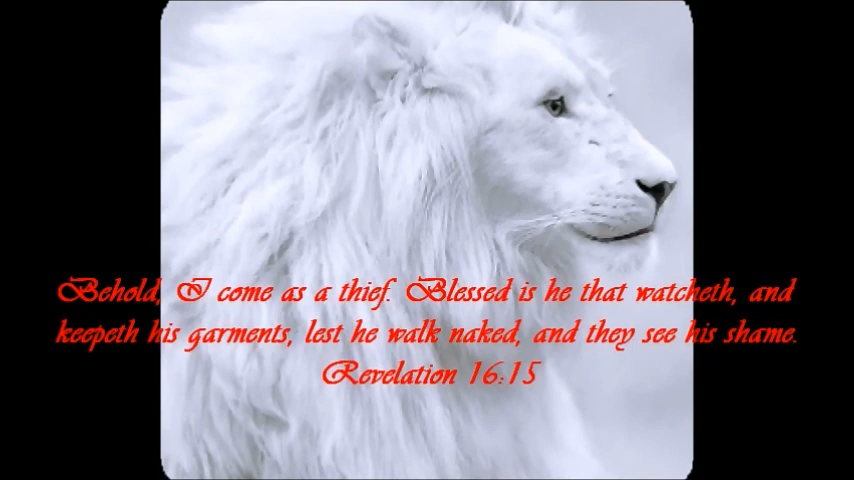 Behold, I come as a thief. Blessed is he that watcheth, and
keepeth his garments, lest he walk naked, and they see his shame.
Revelation 16:15